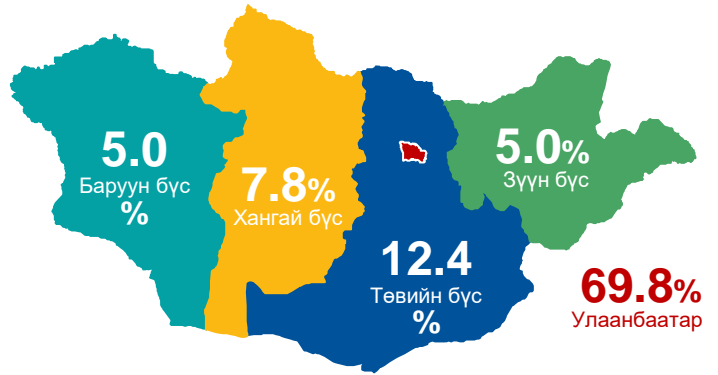 5.0
Баруун бүс
%
7.8%
Хангай бүс
12.4
Төвийн бүс
%
5.0%
Зүүн бүс
69.8%
Улаанбаатар